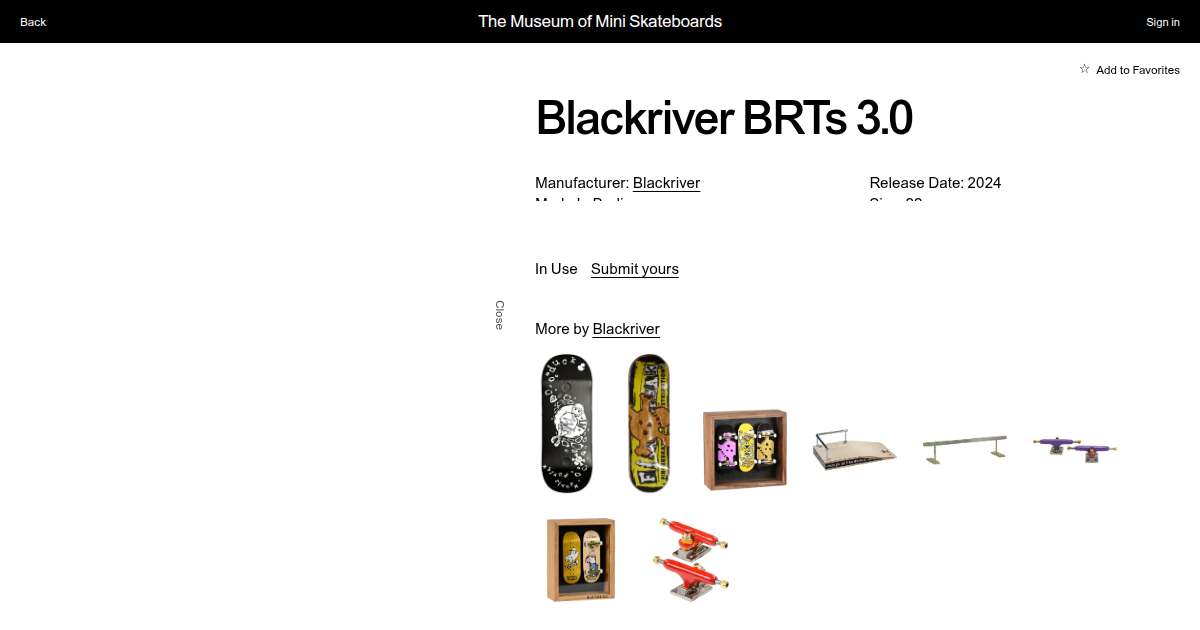 Back
The Museum of Mini Skateboards
Sign in
☆ Add to Favorites
Blackriver BRTs 3.0
Manufacturer: Blackriver
Release Date: 2024
In Use
Submit yours
Close
More by Blackriver